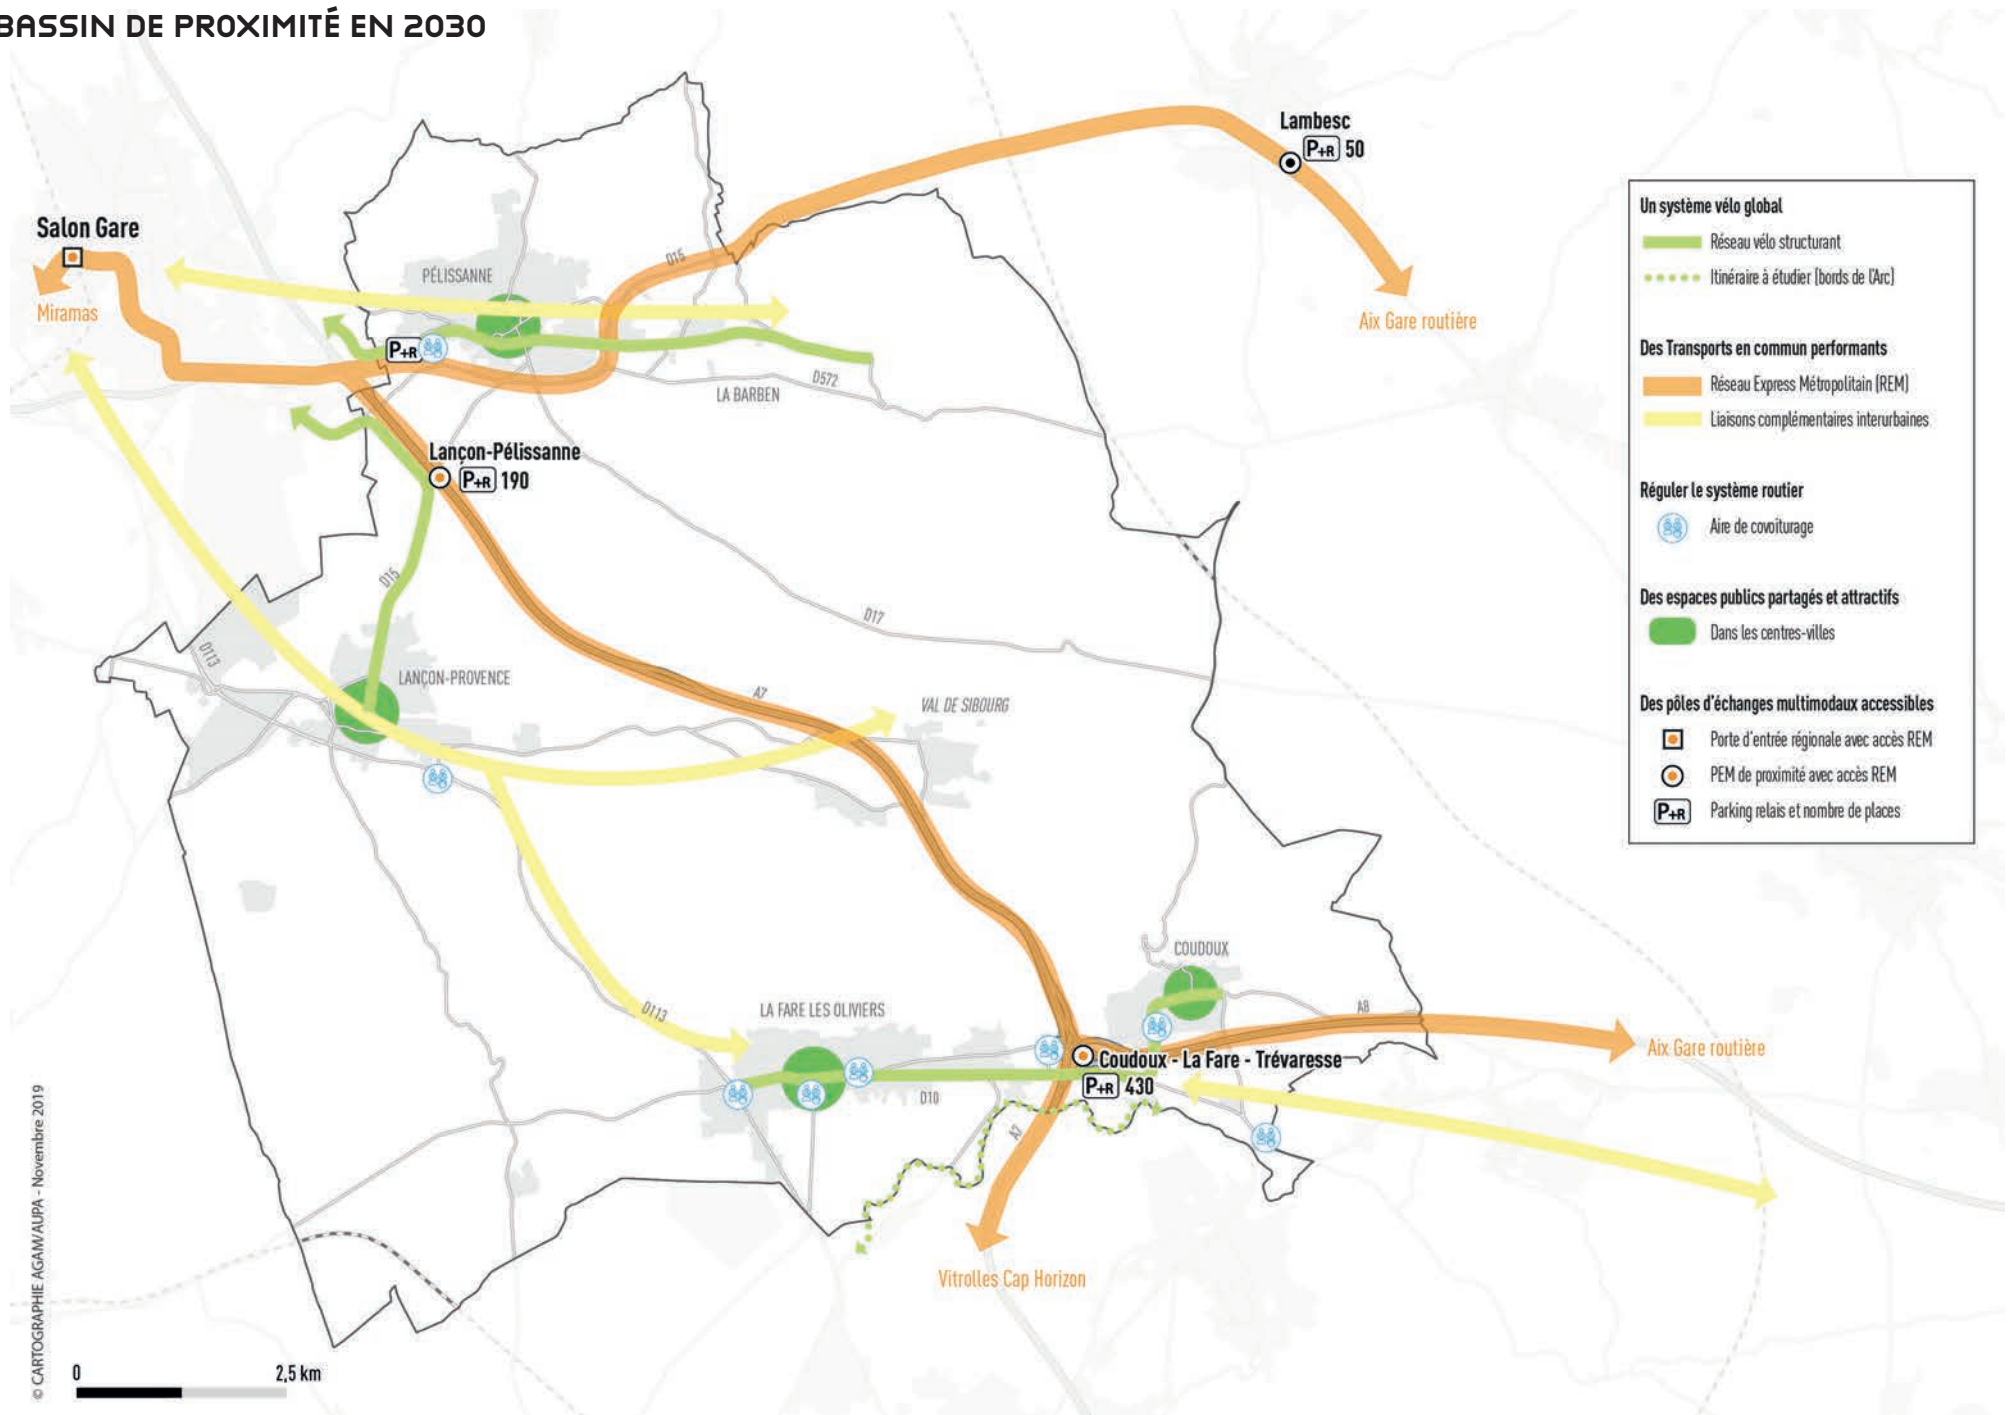 BASSIN DE PROXIMITÉ EN 2030
Lambesc
P+R 50
Salon Gare
Miramas
PÉLISSANNE
D15
Aix Gare routière
P+R
D572
LA BARBEN
Lançon-Pélissanne
P+R 190
D15
D17
D113
LANÇON-PROVENCE
A7
VAL DE SIBOURG
COUDOUX
LA FARE LES OLIVIERS
D113
A8
Aix Gare routière
Coudoux - La Fare - Trévaresse
P+R 430
D10
A7
Vitrolles Cap Horizon
0 2,5 km
© CARTOGRAPHIE AGAM/AUPA - Novembre 2019
Un système vélo global
Réseau vélo structurant
Itinéraire à étudier (bords de l'Arc)
Des Transports en commun performants
Réseau Express Métropolitain (REM)
Liaisons complémentaires interurbaines
Réguler le système routier
Aire de covoiturage
Des espaces publics partagés et attractifs
Dans les centres-villes
Des pôles d'échanges multimodaux accessibles
Porte d'entrée régionale avec accès REM
PEM de proximité avec accès REM
P+R Parking relais et nombre de places